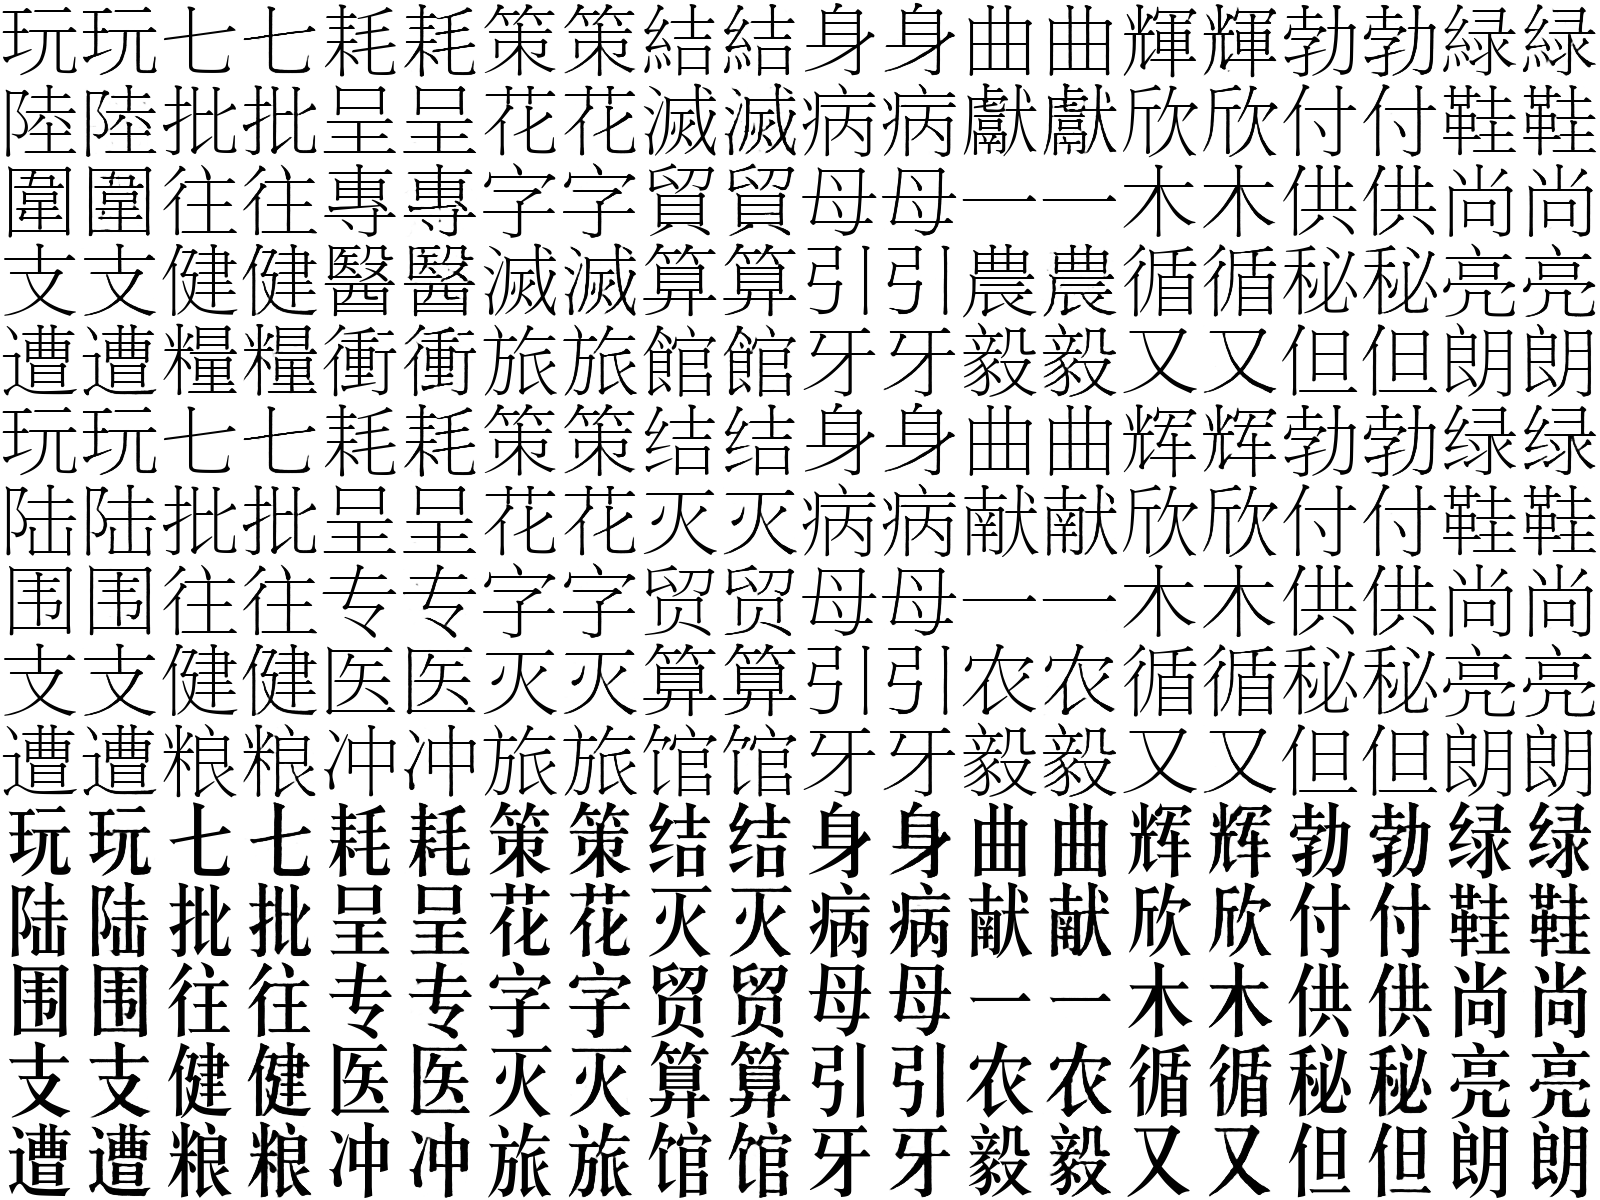 玩玩七七耗耗策策結結身身曲曲輝輝勃勃緑緑
陸陸批批呈呈花花滅滅病病獻獻欣欣付付鞋鞋
圍圍往往專專字字貿貿母母一一木木供供尚尚
支支健健醫醫滅滅算算引引農農循循秘秘亮亮
遭遭糧糧衝衝旅旅館館牙牙毅毅又又但但朗朗
玩玩七七耗耗策策结结身身曲曲辉辉勃勃绿绿
陆陆批批呈呈花花灭灭病病献献欣欣付付鞋鞋
围围往往专专字字贸贸母母一一木木供供尚尚
支支健健医医灭灭算算引引农农循循秘秘亮亮
遭遭粮粮冲冲旅旅馆馆牙牙毅毅又又但但朗朗
玩玩七七耗耗策策结结身身曲曲辉辉勃勃绿绿
陆陆批批呈呈花花灭灭病病献献欣欣付付鞋鞋
围围往往专专字字贸贸母母一一木木供供尚尚
支支健健医医灭灭算算引引农农循循秘秘亮亮
遭遭粮粮冲冲旅旅馆馆牙牙毅毅又又但但朗朗